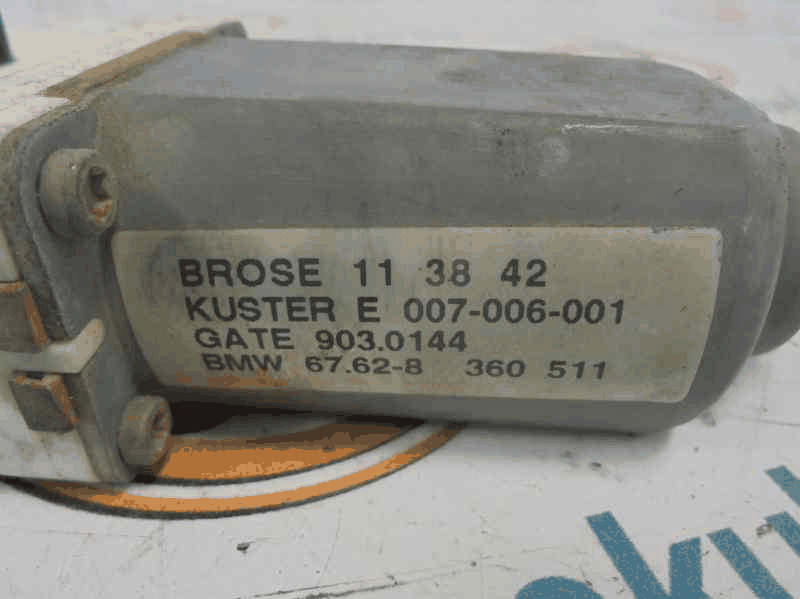 BROSE 11 38 42
KUSTER E 007-006-001
GATE 903.0144
BMW 67.62-8 360 511